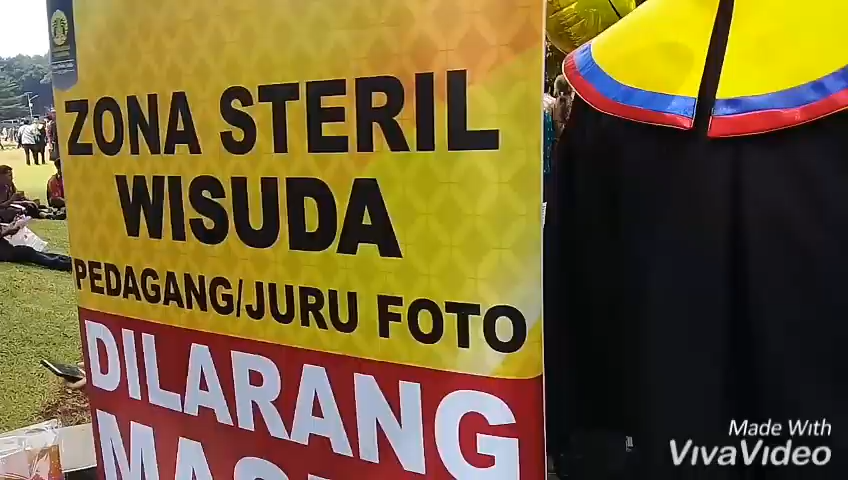 ZONA STERIL
WISUDA
PEDAGANG/JURU FOTO
DILARANG
Made With
VivaVideo